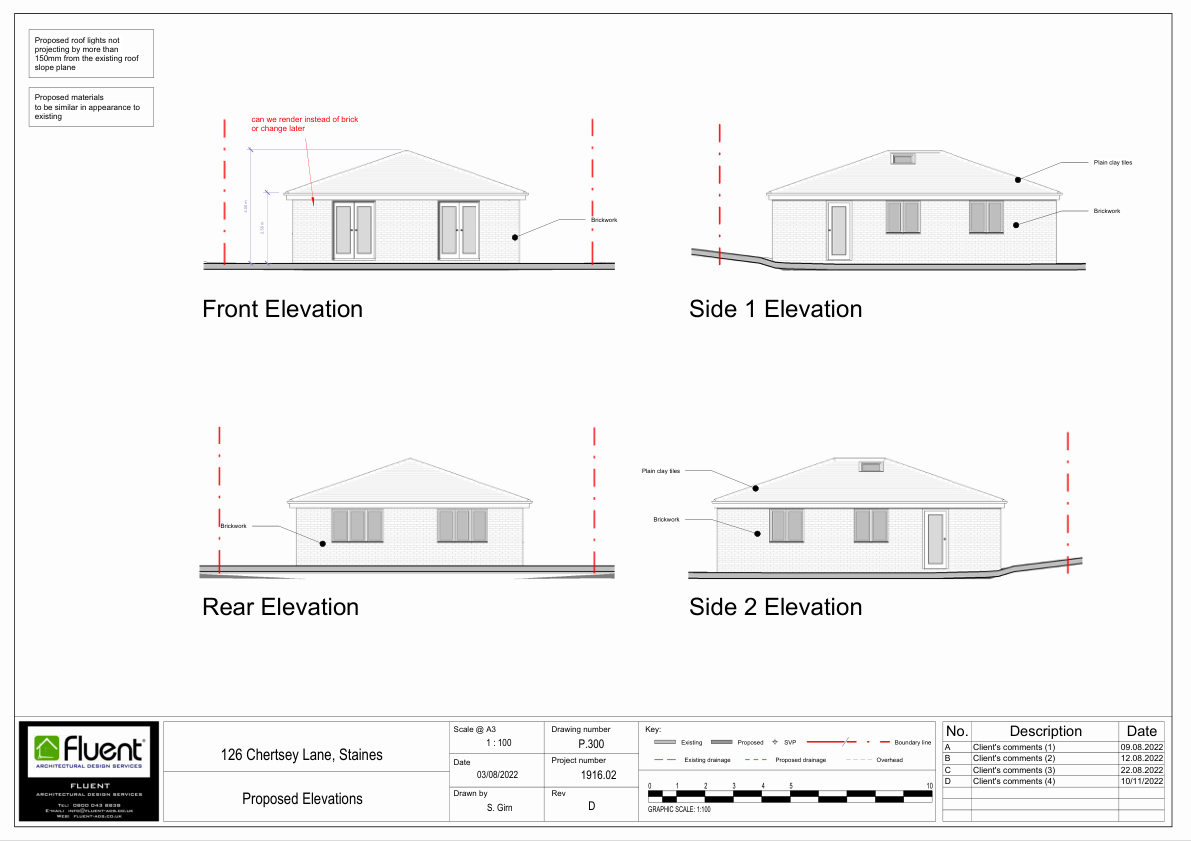 Proposed roof lights not
projecting by more than
150mm from the existing roof
slope plane
Proposed materials
to be similar in appearance to
existing
can we render instead of brick
or change later
Brickwork
Front Elevation
Plain clay tiles
Brickwork
Side 1 Elevation
Brickwork
Rear Elevation
Plain clay tiles
Brickwork
Side 2 Elevation
fluent
ARCHITECTURAL DESIGN SERVICES
FLUENT
ARCHITECTURAL DESIGN SERVICES
Tel: 0800 043 8838
E-mail: info@fluent-ads.co.uk
Web: fluent-ads.co.uk
126 Chertsey Lane, Staines
Proposed Elevations
Scale @ A3
1 : 100
Date
03/08/2022
Drawn by
S. Girn
Drawing number
P.300
Project number
1916.02
Rev
D
Key:
Existing Proposed SVP Boundary line
Existing drainage Proposed drainage Overhead
0 1 2 3 4 5 10
GRAPHIC SCALE: 1:100
No. Description Date
A Client's comments (1) 09.08.2022
B Client's comments (2) 12.08.2022
C Client's comments (3) 22.08.2022
D Client's comments (4) 10/11/2022